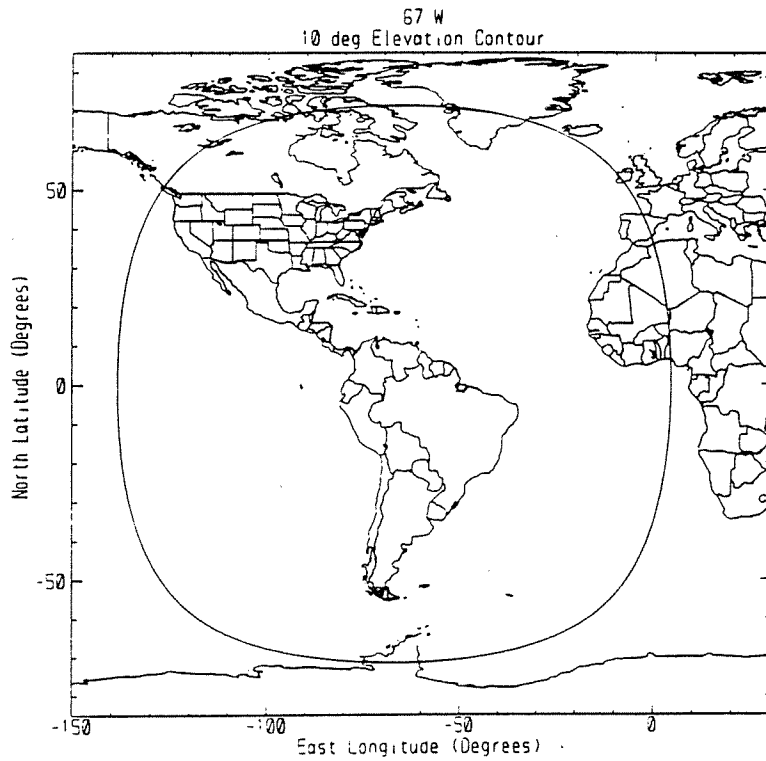 67 W
10 deg Elevation Contour
North Latitude (Degrees)
50
0
-50
-150
-100
-50
0
East Longitude (Degrees)